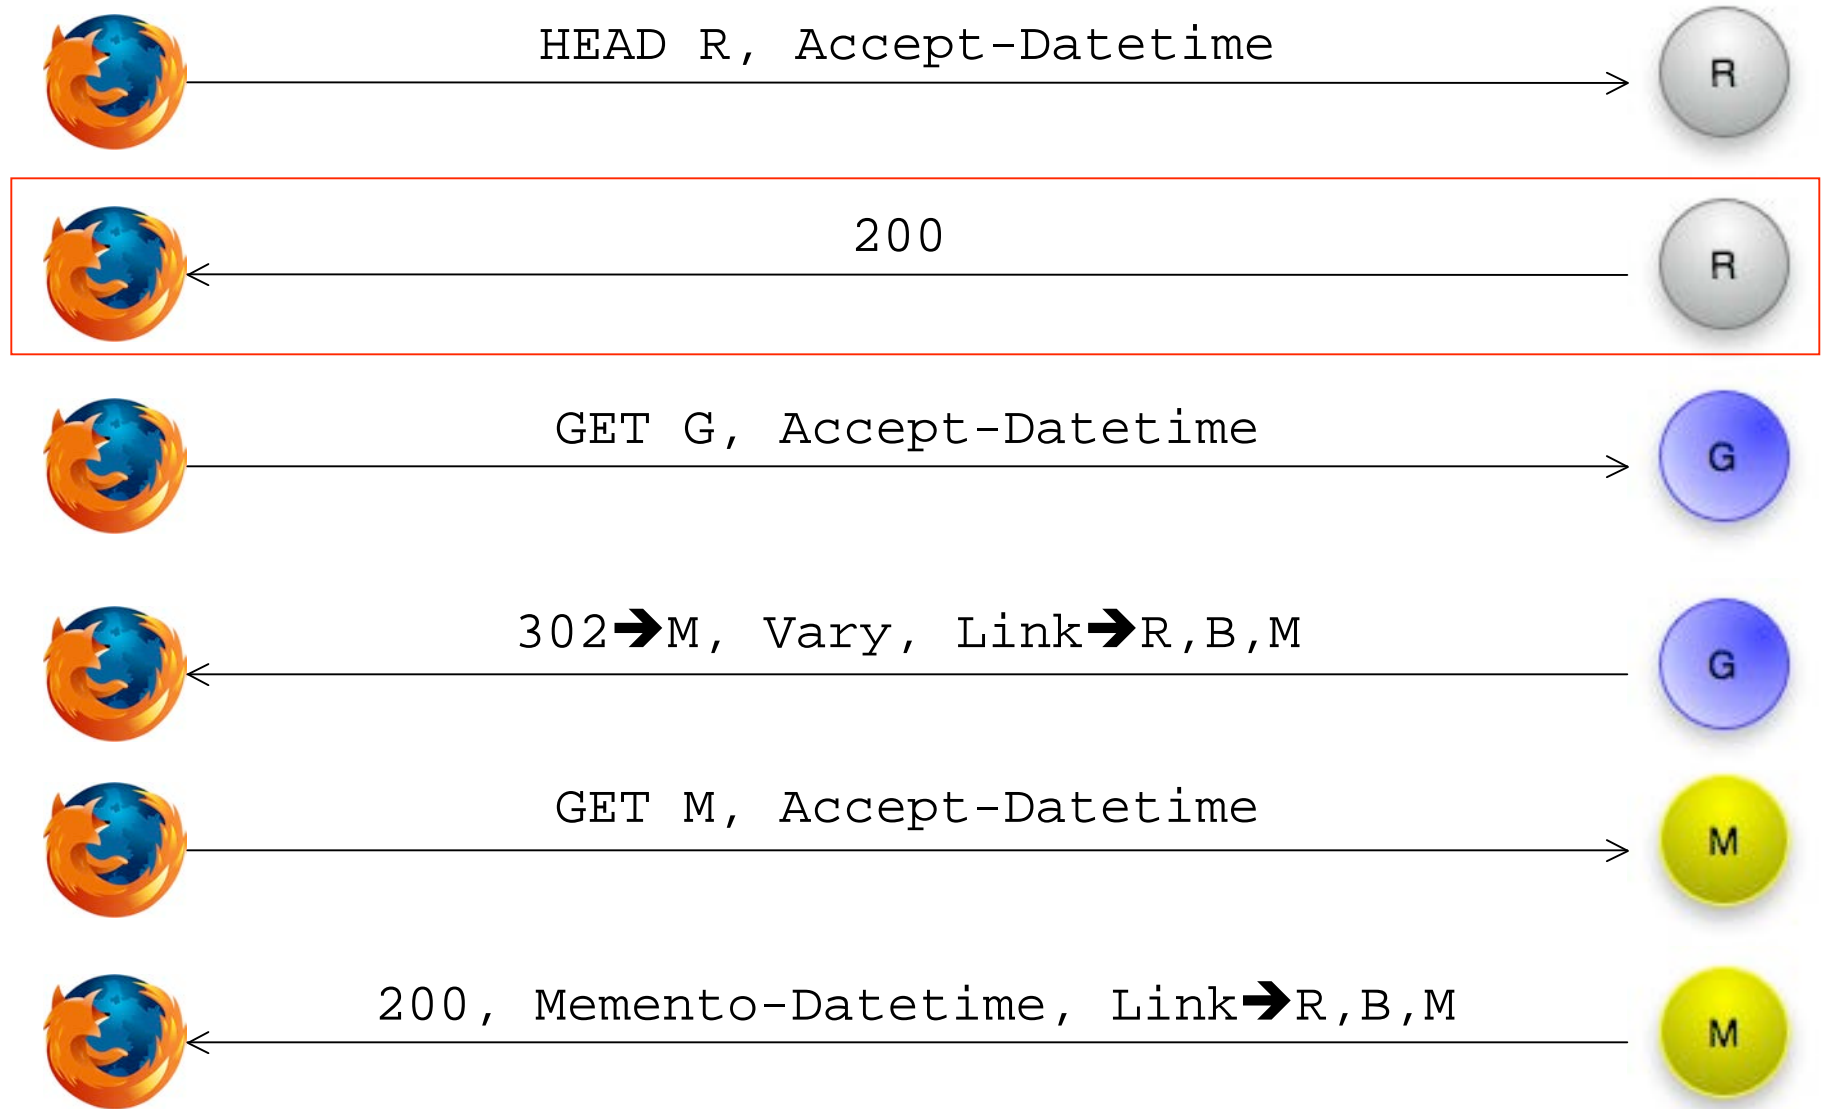 HEAD R, Accept-Datetime
R
200
R
GET G, Accept-Datetime
G
302➔M, Vary, Link➔R,B,M
G
GET M, Accept-Datetime
M
200, Memento-Datetime, Link➔R,B,M
M